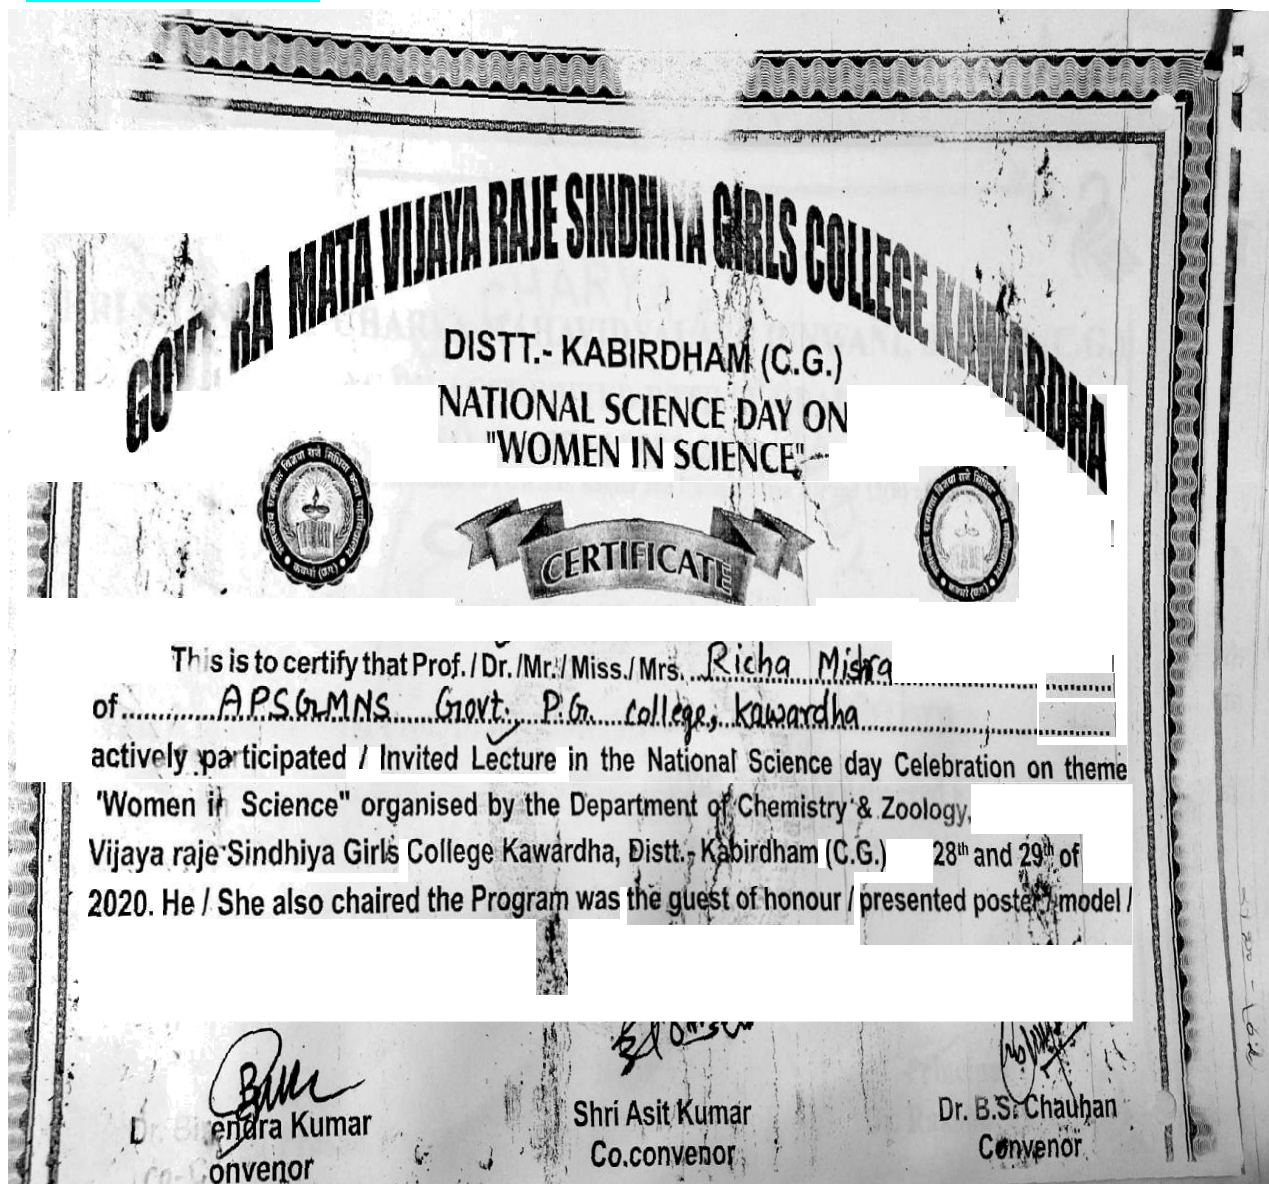 GOVT. RA MATA VIJAYA RAJE SINDHIYA GIRLS COLLEGE KAWARDHA
DISTT.- KABIRDHAM (C.G.)
NATIONAL SCIENCE DAY ON
"WOMEN IN SCIENCE"
CERTIFICATE
This is to certify that Prof. / Dr. /Mr. / Miss./ Mrs. Richa Mishra
of APSGMNS Govt. P.G. college, Kawardha
actively participated / Invited Lecture in the National Science day Celebration on theme
"Women in Science" organised by the Department of Chemistry & Zoology,
Vijaya raje Sindhiya Girls College Kawardha, Distt.- Kabirdham (C.G.) 28th and 29th of
2020. He / She also chaired the Program was the guest of honour / presented poster / model /
Dr. endra Kumar
onvenor
Shri Asit Kumar
Co.convenor
Dr. B.S. Chauhan
Convenor